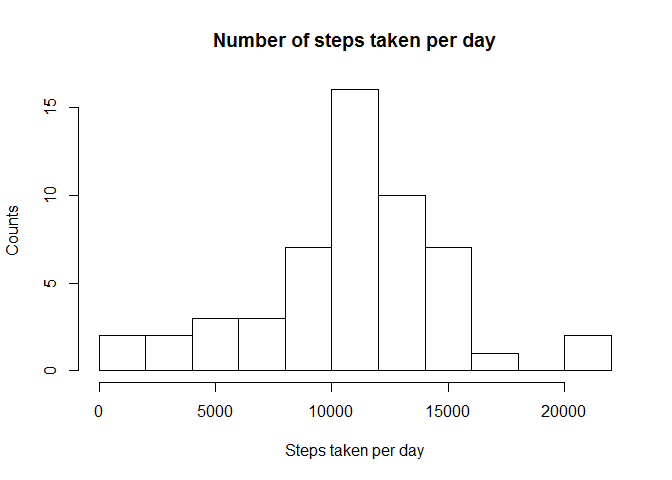 Number of steps taken per day
Counts
15
10
5
0
0 5000 10000 15000 20000
Steps taken per day